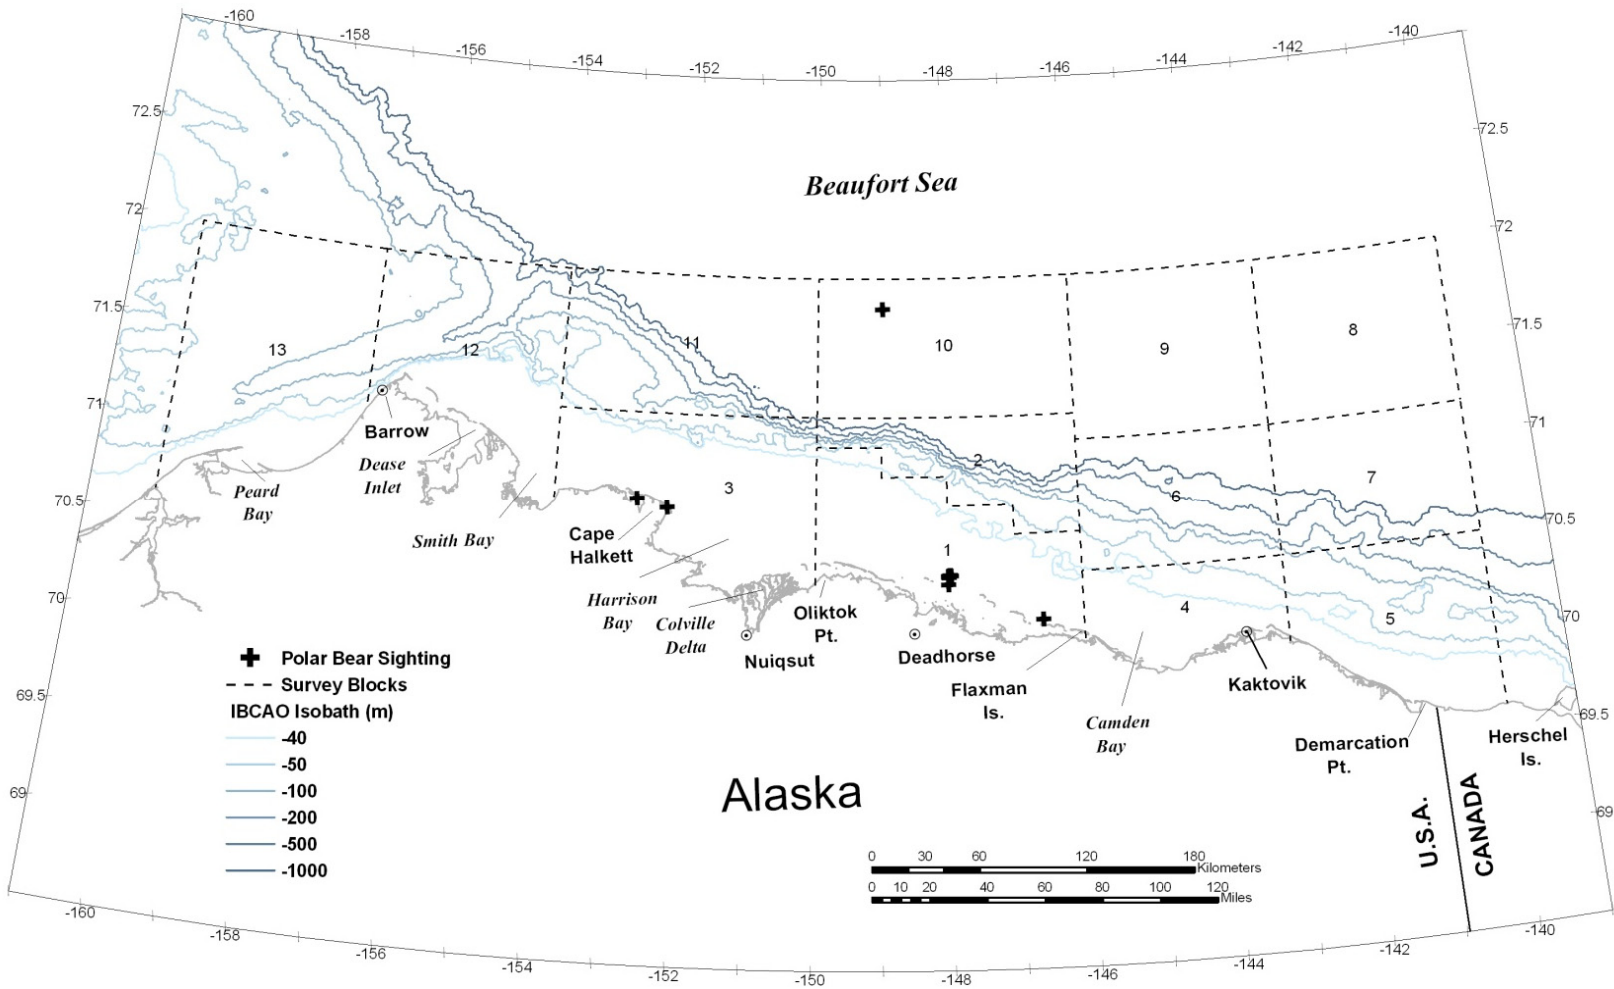 -160
-158
-156
-154
-152
-150
-148
-146
-144
-142
-140
72.5
72.5
Beaufort Sea
72
72
71.5
71.5
13
12
11
10
9
8
71
71
Barrow
Dease
Inlet
Peard
Bay
2
7
6
3
70.5
70.5
Smith Bay
Cape
Halkett
1
Harrison
Bay
Colville
Delta
Oliktok
Pt.
4
5
70
70
Nuiqsut
Deadhorse
Flaxman
Is.
Kaktovik
Camden
Bay
Demarcation
Pt.
Herschel
Is.
69.5
69.5
Polar Bear Sighting
Survey Blocks
IBCAO Isobath (m)
-40
-50
-100
-200
-500
-1000
Alaska
U.S.A.
CANADA
69
69
0 30 60 120 180
Kilometers
0 10 20 40 60 80 100 120
Miles
-160
-158
-156
-154
-152
-150
-148
-146
-144
-142
-140